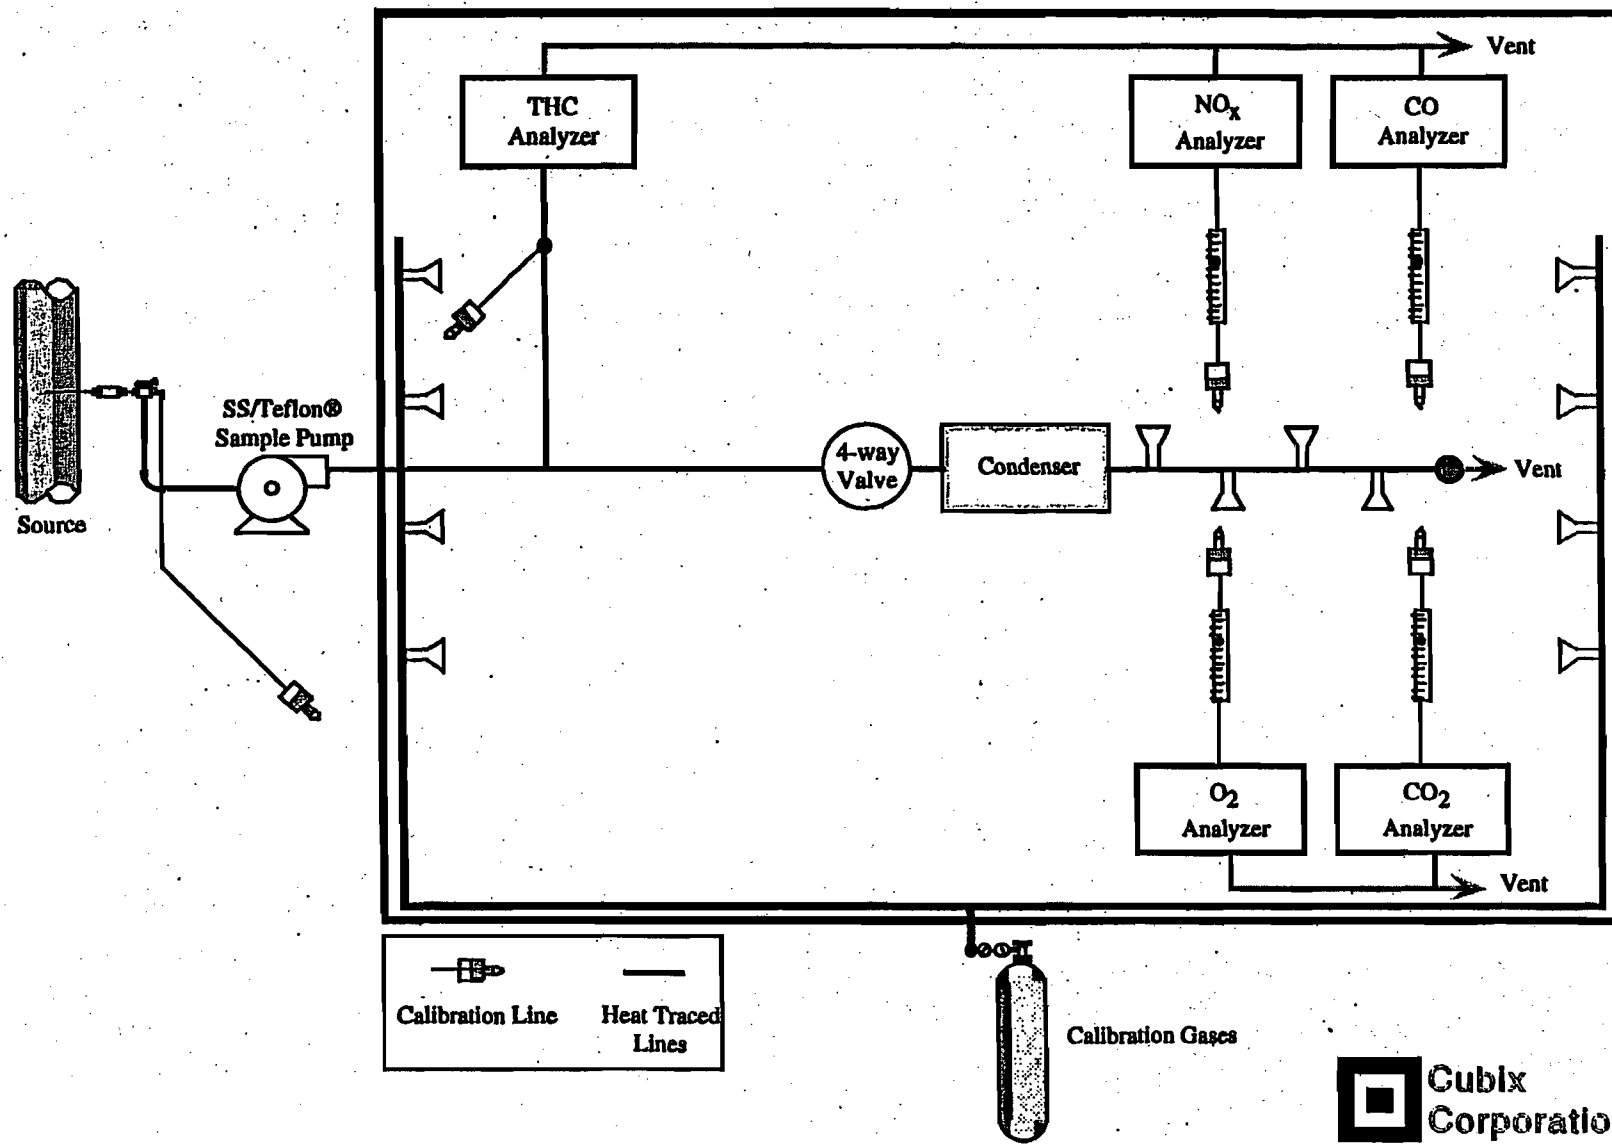 Vent
THC
Analyzer
NOx
Analyzer
CO
Analyzer
SS/Teflon®
Sample Pump
4-way
Valve
Condenser
Vent
Source
O2
Analyzer
CO2
Analyzer
Vent
Calibration Line
Heat Traced
Lines
Calibration Gases
Cubix
Corporatio